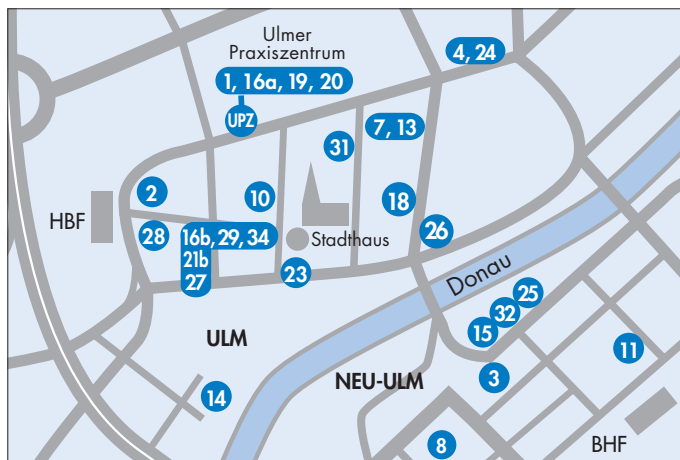 Ulmer
Praxiszentrum
4, 24
1, 16a, 19, 20
UPZ
7, 13
31
2
10
18
HBF
28
16b, 29, 34
Stadthaus
26
21b
27
23
Donau
25
32
15
ULM
11
NEU-ULM
3
14
8
BHF